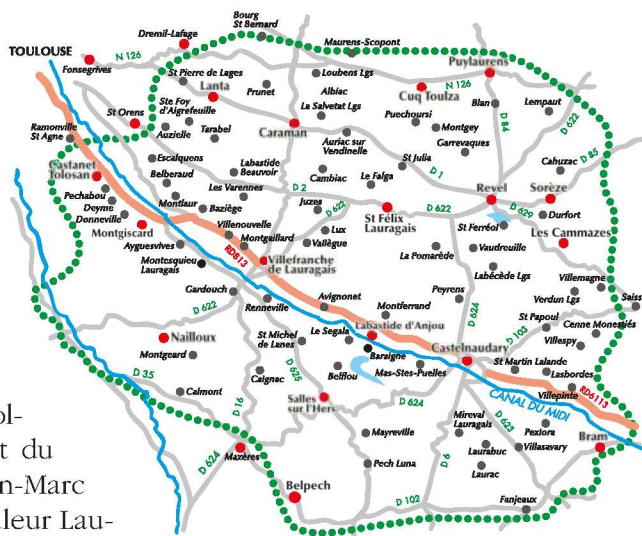 Bourg
St Bernard
Dremil-Lafage
Maurens-Scopont
TOULOUSE
N 126
Fonsegrives
Puylaurens
St Pierre de Lages
Loubens Lgs
Lanta
Prunet
Albiac
Cuq Toulza
N 126
Ste Foy
d'Aigrefeuille
La Salvetat Lgs
Blan
Lempaut
D 622
St Orens
Auzielle
Tarabel
Caraman
Puechoursi
Montgey
D 84
Ramonville
St Agne
Auriac sur
Vendinelle
Garrevaques
D 85
Escalquens
Labastide
Beauvoir
St Julia
D 1
Cahuzac
Castanet
Tolosan
Belberaud
Cambiac
Le Falga
Revel
Sorèze
Les Varennes
D 2
Pechabou
Montlaur
Baziège
Juzes
D 622
St Félix
Lauragais
D 622
D 629
Deyme
Donneville
Durfort
Montgiscard
Villenouvelle
Lux
St Ferréol
Les Cammazes
Ayguesvives
RD813
Montgaillard
Vallègue
La Pomarède
Vaudreuille
Montesquieu
Lauragais
Villefranche
de Lauragais
Labécède Lgs
Gardouch
Peyrens
Villemagne
D 622
Renneville
Avignonet
Montferrand
D 624
Verdun Lgs
Saiss
St Papoul
Nailloux
St Michel
de Lanes
Le Segala
Labastide d'Anjou
D 103
Cenne Monestiés
Villespy
Montgeard
Baraigne
Castelnaudary
St Martin Lalande
D 35
D 625
Belflou
Mas-Stes-Puelles
Lasbordes
Calmont
Caignac
CANAL DU MIDI
RD6113
D 16
Salles
sur l'Hers
D 624
Villepinte
Mireval
Lauragais
D 623
Pexiora
ol-
Mayreville
Bram
t du
D 624
Mazères
Laurabuc
Villasavary
n-Marc
Pech Luna
D 6
Laurac
Belpech
leur Lau-
D 102
Fanjeaux